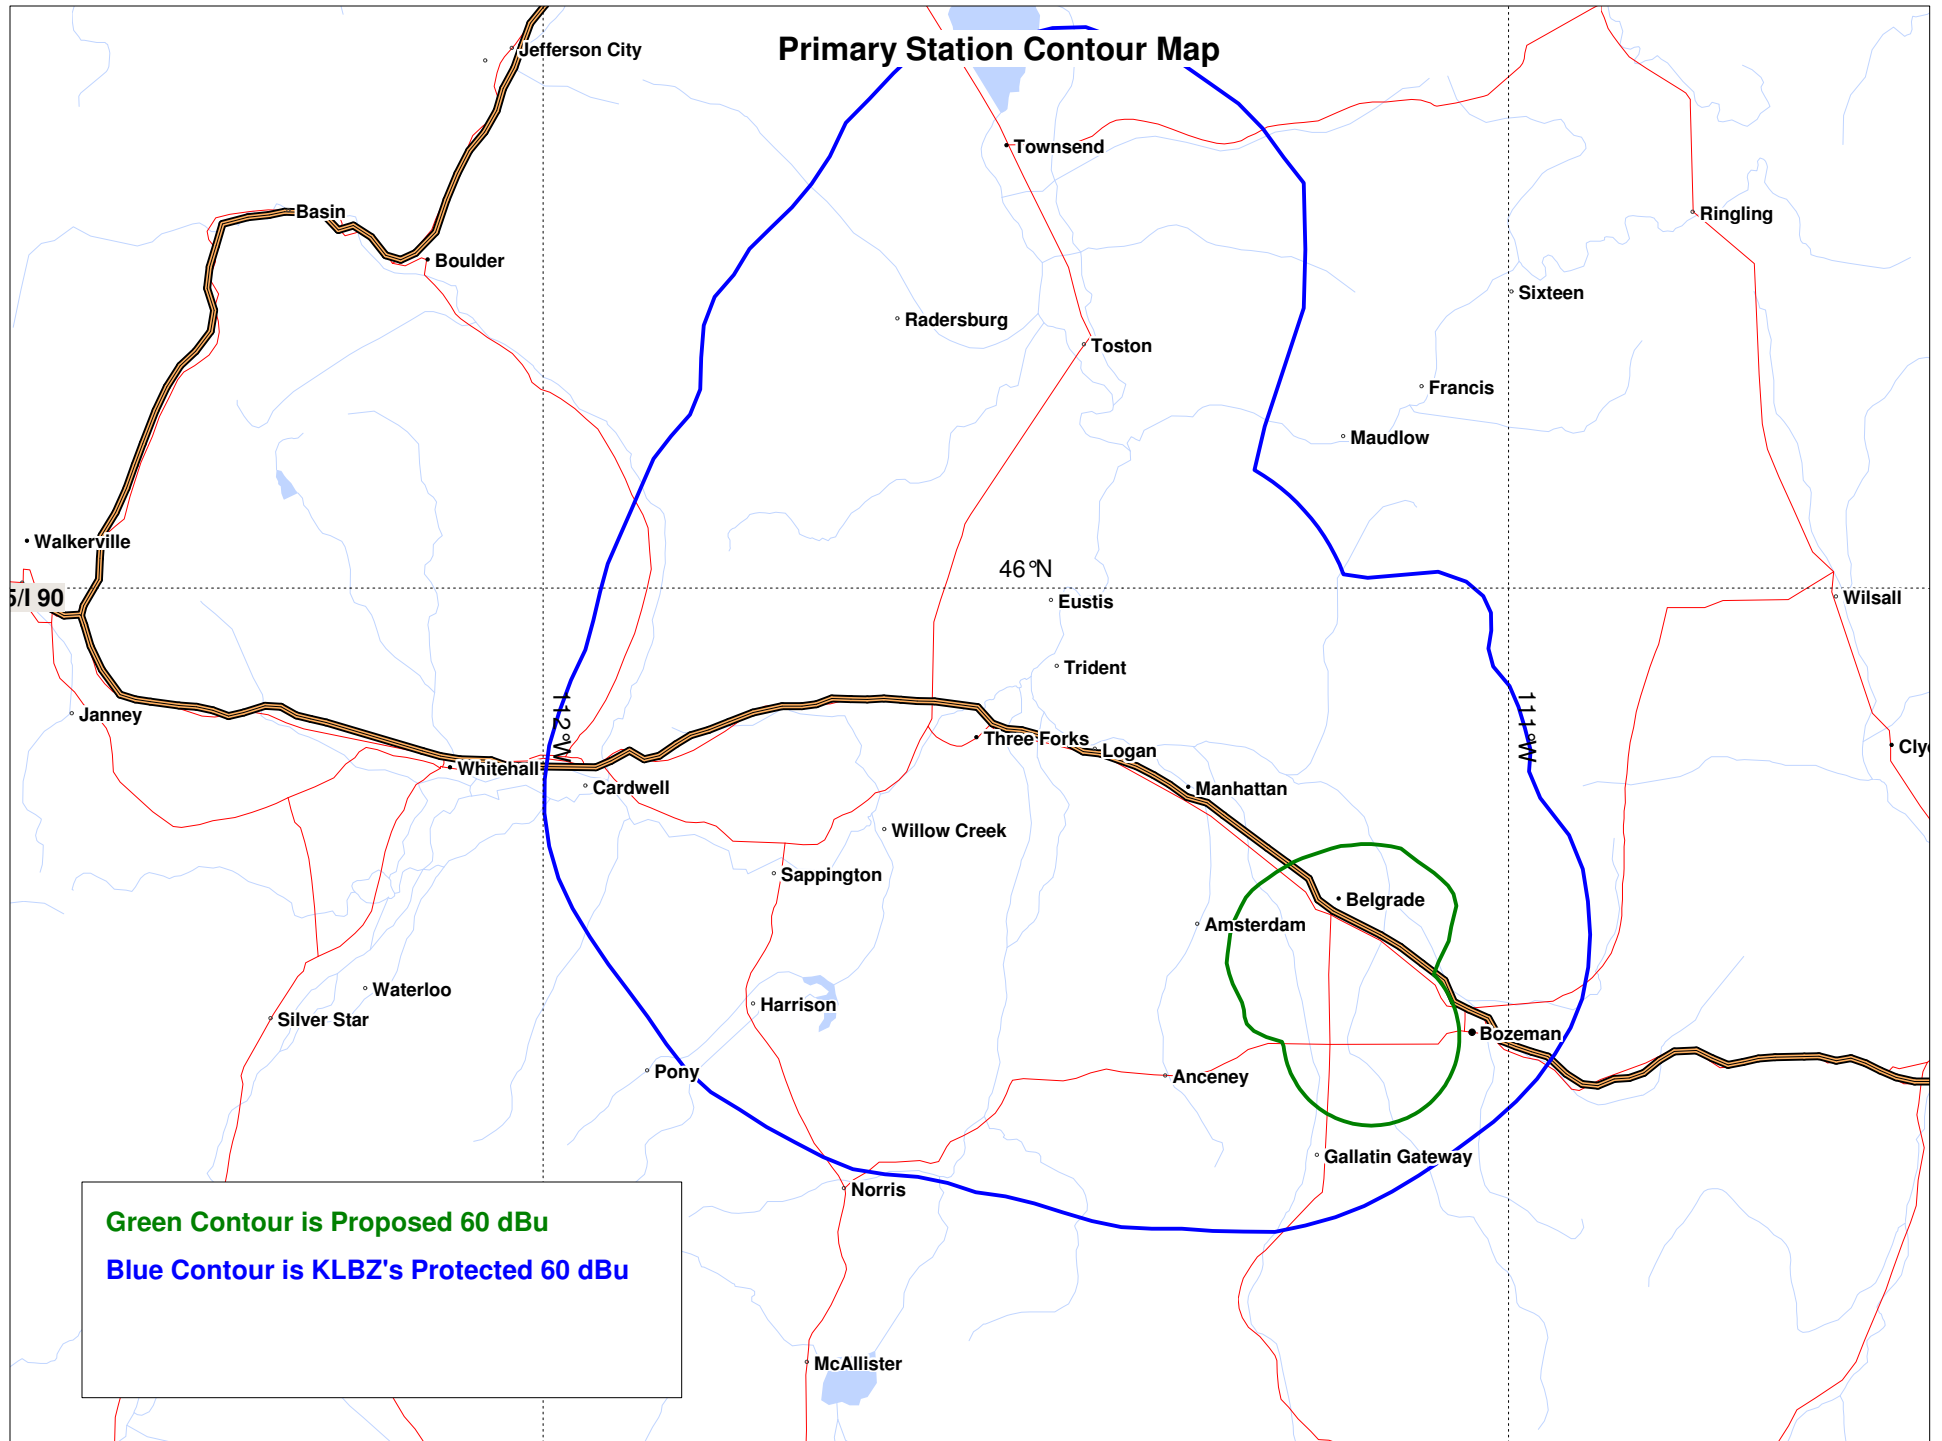 Primary Station Contour Map
Jefferson City
Townsend
Basin
Ringling
Boulder
Sixteen
Radersburg
Toston
Francis
Maudlow
Walkerville
46°N
5/I 90
Eustis
Wilsall
Trident
112°W
111°W
Janney
Three Forks
Logan
Whitehall
Cardwell
Manhattan
Willow Creek
Sappington
Belgrade
Amsterdam
Waterloo
Harrison
Silver Star
Bozeman
Pony
Anceney
Gallatin Gateway
Norris
Green Contour is Proposed 60 dBu
Blue Contour is KLBZ's Protected 60 dBu
McAllister